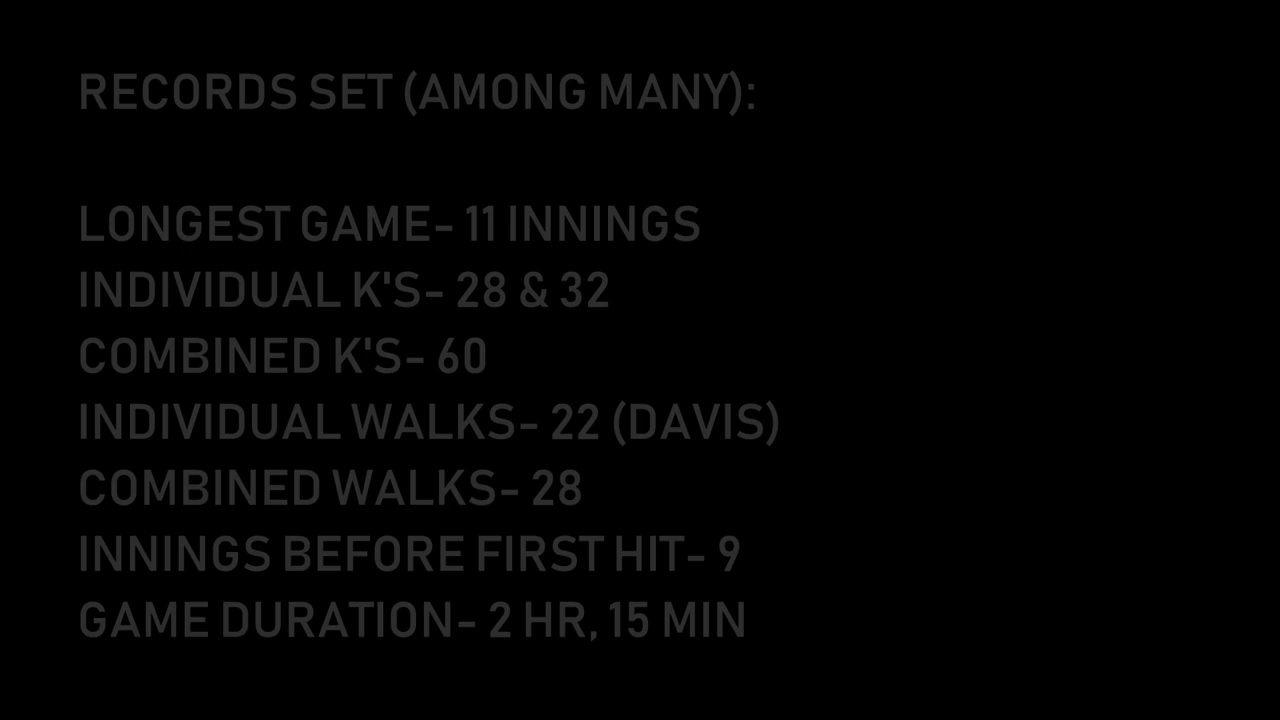 RECORDS SET (AMONG MANY):
LONGEST GAME- 11 INNINGS
INDIVIDUAL K'S- 28 & 32
COMBINED K'S- 60
INDIVIDUAL WALKS- 22 (DAVIS)
COMBINED WALKS- 28
INNINGS BEFORE FIRST HIT- 9
GAME DURATION- 2 HR, 15 MIN